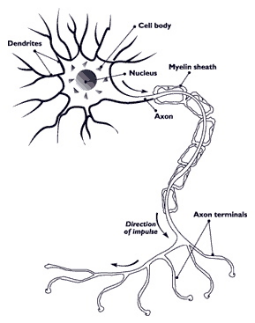 Cell body
Dendrites
Nucleus
Myelin sheath
Axon
Direction
of impulse
Axon terminals